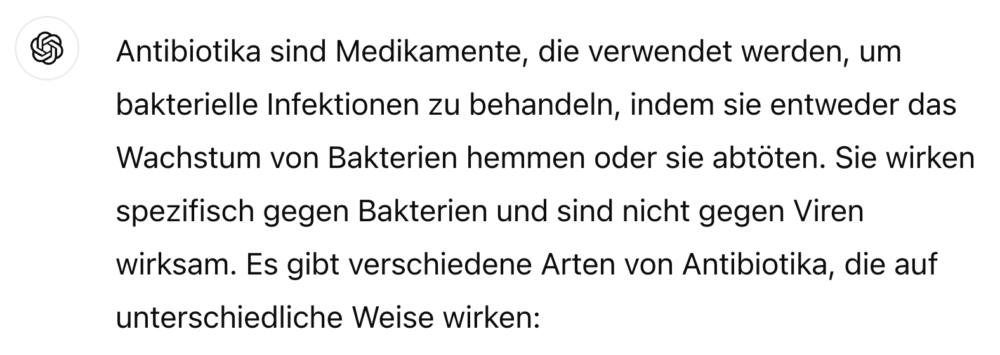 Antibiotika sind Medikamente, die verwendet werden, um
bakterielle Infektionen zu behandeln, indem sie entweder das
Wachstum von Bakterien hemmen oder sie abtöten. Sie wirken
spezifisch gegen Bakterien und sind nicht gegen Viren
wirksam. Es gibt verschiedene Arten von Antibiotika, die auf
unterschiedliche Weise wirken: